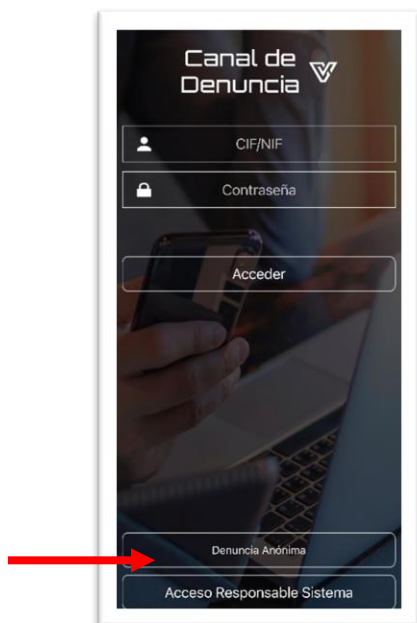 Canal de
Denuncia
CIF/NIF
Contraseña
Acceder
Denuncia Anónima
Acceso Responsable Sistema